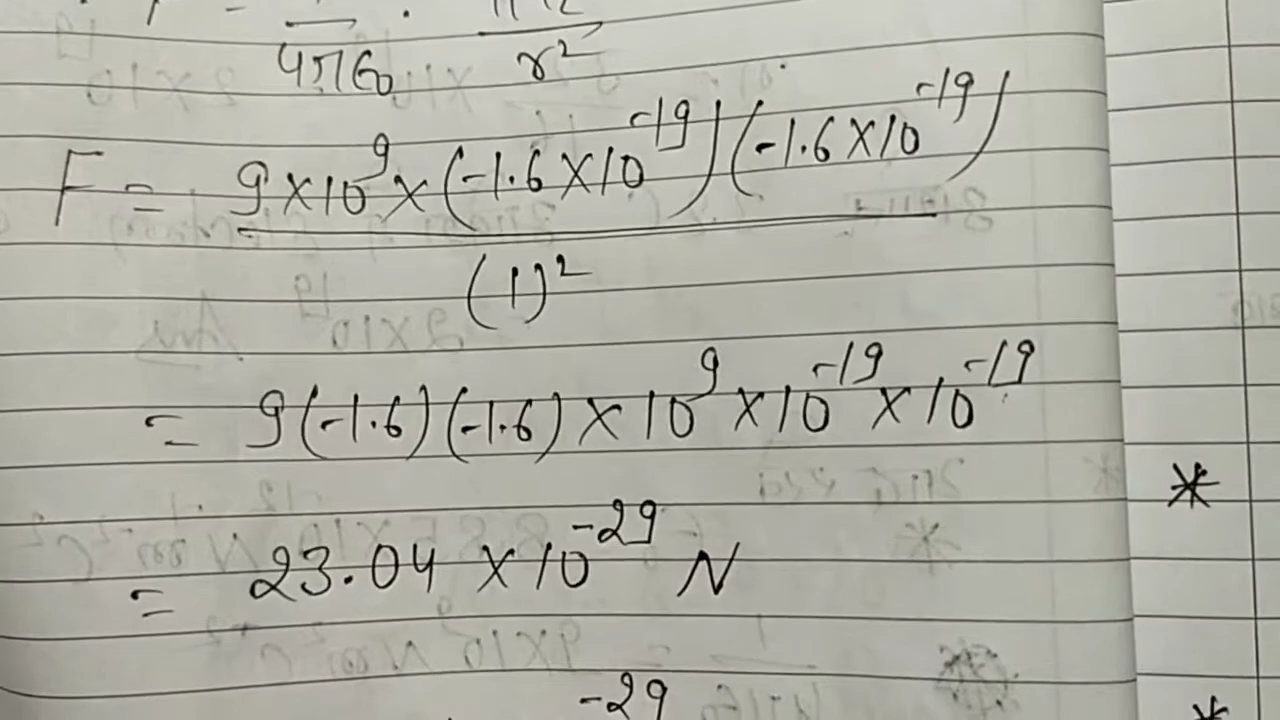 4πε₀ r²
F = 9×10⁹×(-1.6×10⁻¹⁹)(-1.6×10⁻¹⁹)
(1)²
= 9(-1.6)(-1.6)×10⁹×10⁻¹⁹×10⁻¹⁹
*
= 23.04 ×10⁻²⁹ N
-29